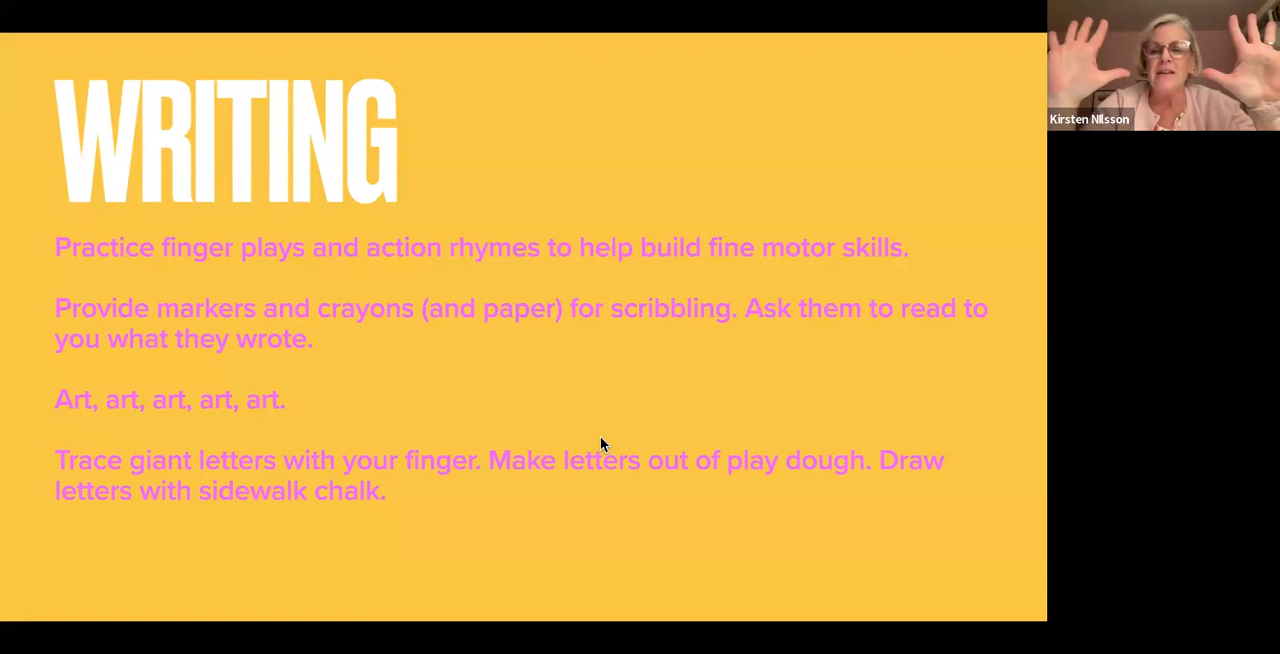 WRITING
Practice finger plays and action rhymes to help build fine motor skills.
Provide markers and crayons (and paper) for scribbling. Ask them to read to
you what they wrote.
Art, art, art, art, art.
Trace giant letters with your finger. Make letters out of play dough. Draw
letters with sidewalk chalk.
Kirsten NIlsson